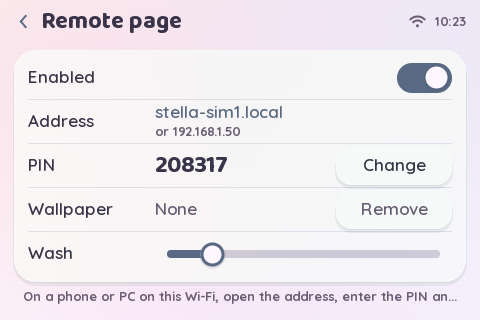 Remote page
10:23
Enabled
Address
stella-sim1.local
or 192.168.1.50
PIN
208317
Change
Wallpaper
None
Remove
Wash
On a phone or PC on this Wi-Fi, open the address, enter the PIN an...